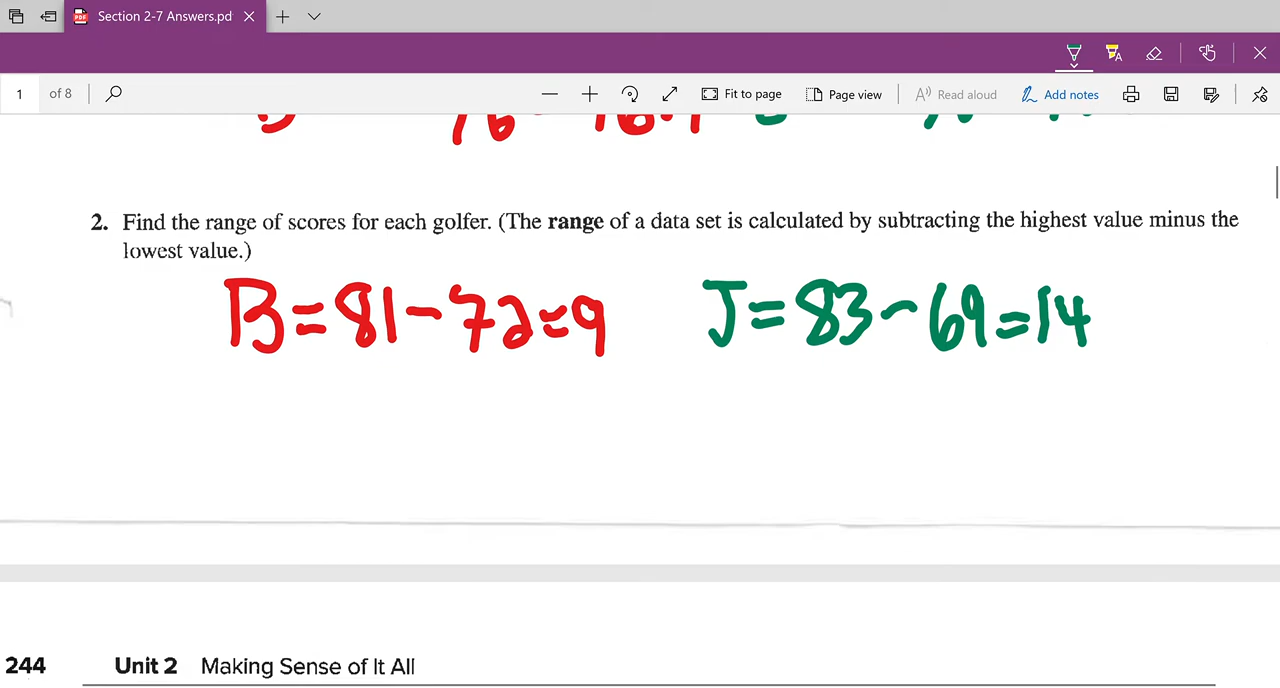 Section 2-7 Answers.pd
1 of 8 Fit to page Page view A Read aloud Add notes
2. Find the range of scores for each golfer. (The range of a data set is calculated by subtracting the highest value minus the
lowest value.)
B=81-72=9 J=83-69=14
244 Unit 2 Making Sense of It All